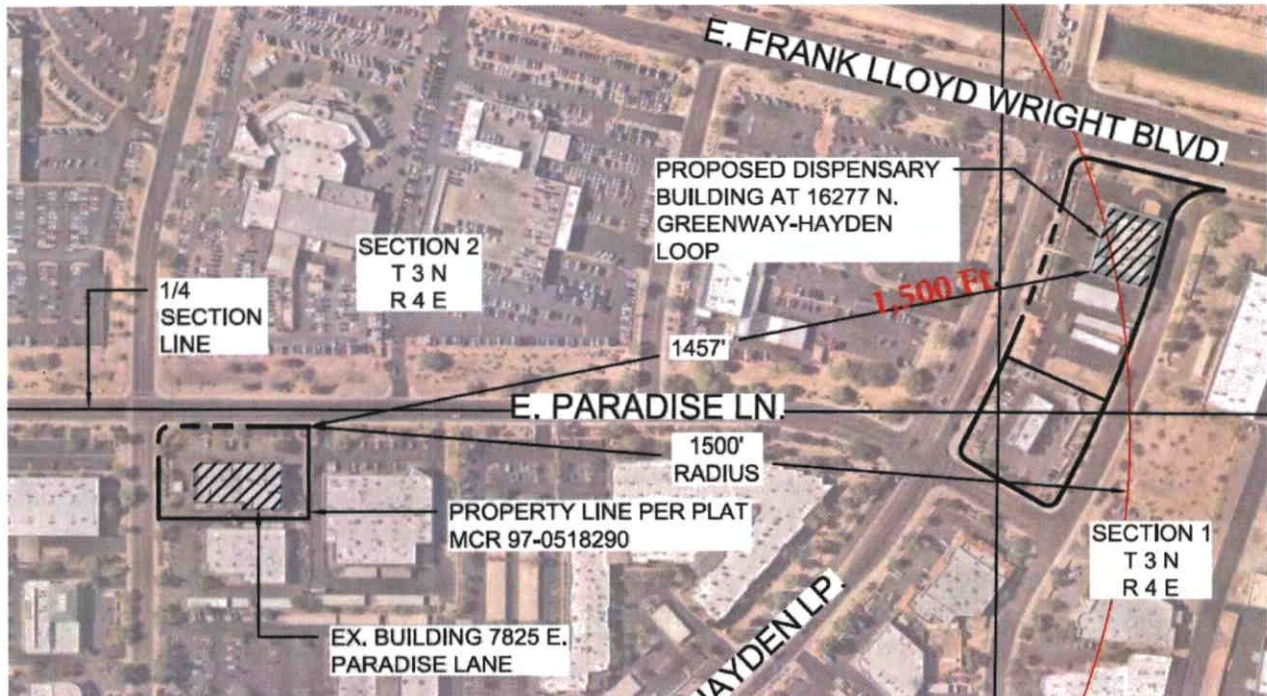 E. FRANK LLOYD WRIGHT BLVD.
PROPOSED DISPENSARY
BUILDING AT 16277 N.
GREENWAY-HAYDEN
LOOP
SECTION 2
T 3 N
R 4 E
1/4
SECTION
LINE
1,500 Ft.
1457'
E. PARADISE LN.
1500'
RADIUS
PROPERTY LINE PER PLAT
MCR 97-0518290
SECTION 1
T 3 N
R 4 E
EX. BUILDING 7825 E.
PARADISE LANE
HAYDEN LP.